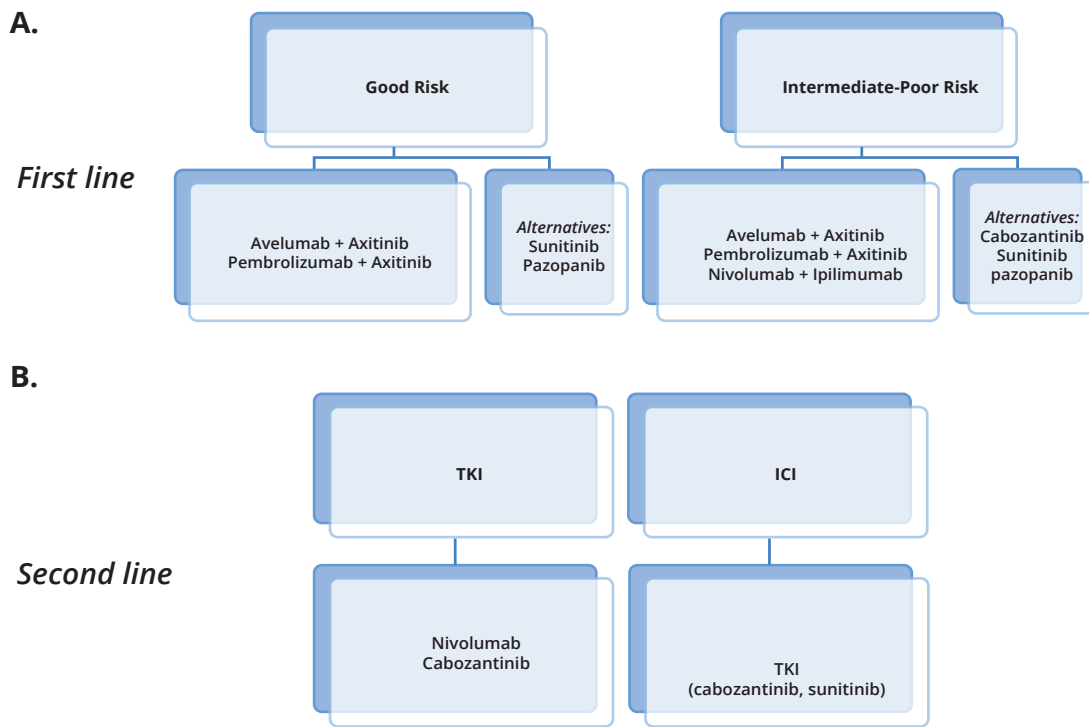 A.
Good Risk
Intermediate-Poor Risk
First line
Avelumab + Axitinib
Pembrolizumab + Axitinib
Alternatives:
Sunitinib
Pazopanib
Avelumab + Axitinib
Pembrolizumab + Axitinib
Nivolumab + Ipilimumab
Alternatives:
Cabozantinib
Sunitinib
pazopanib
B.
TKI
ICI
Second line
Nivolumab
Cabozantinib
TKI
(cabozantinib, sunitinib)